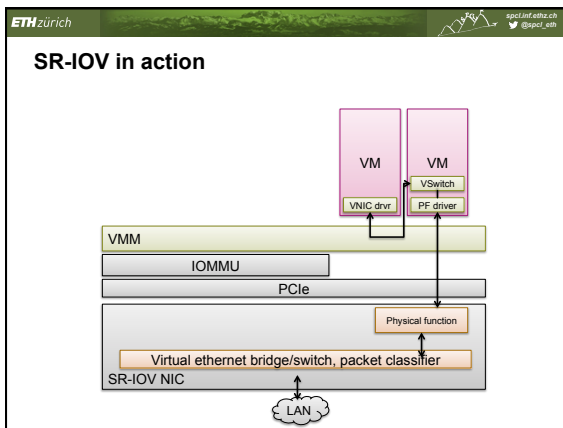 ETH zürich
spcl.inf.ethz.ch
@spcl_eth
SR-IOV in action
VM
VM
VSwitch
VNIC drvr
PF driver
VMM
IOMMU
PCIe
Physical function
Virtual ethernet bridge/switch, packet classifier
SR-IOV NIC
LAN